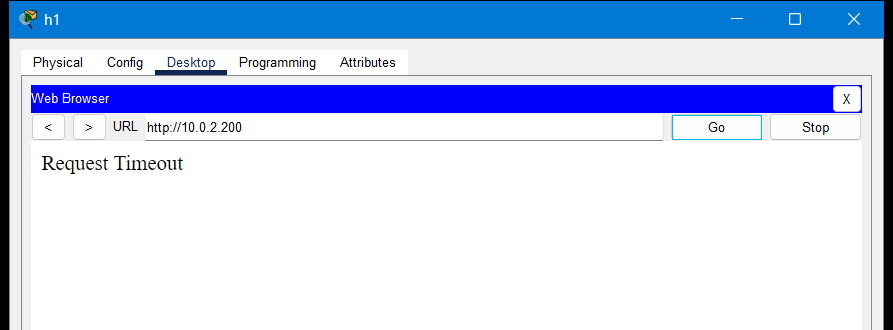 h1
Physical Config Desktop Programming Attributes
Web Browser X
< > URL http://10.0.2.200 Go Stop
Request Timeout